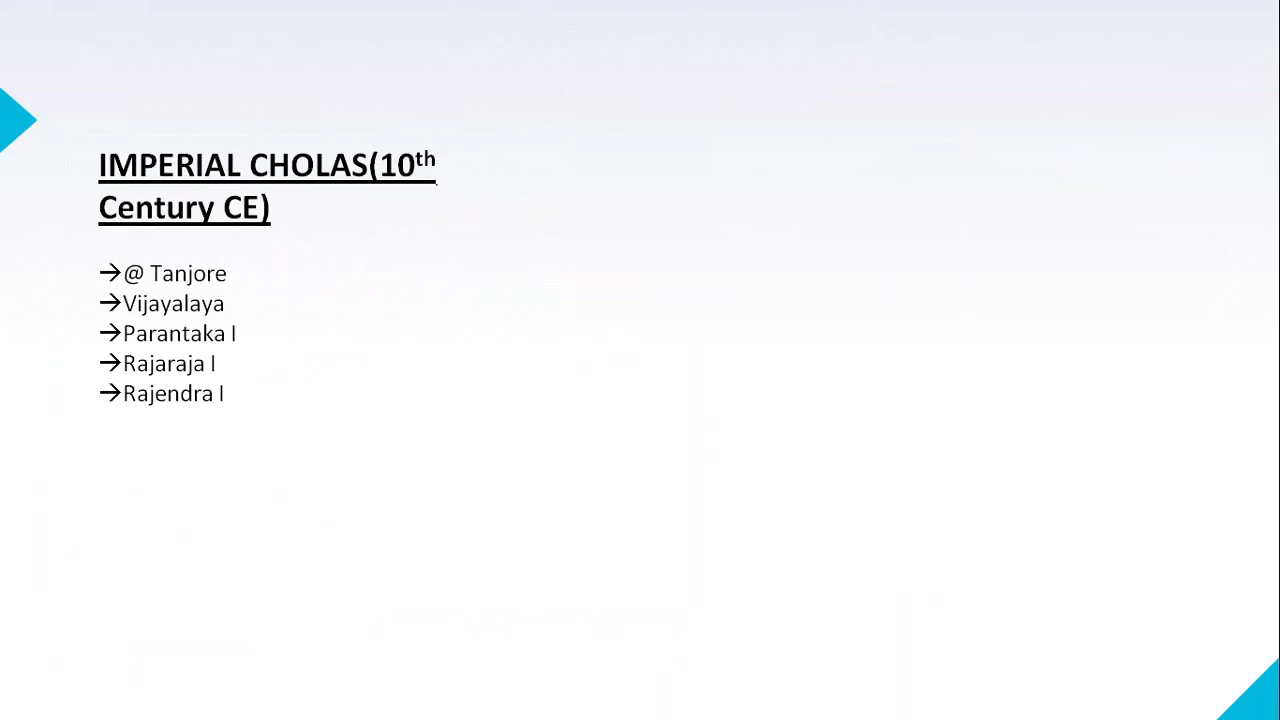 IMPERIAL CHOLAS(10th
Century CE)
→@ Tanjore
→Vijayalaya
→Parantaka I
→Rajaraja I
→Rajendra I